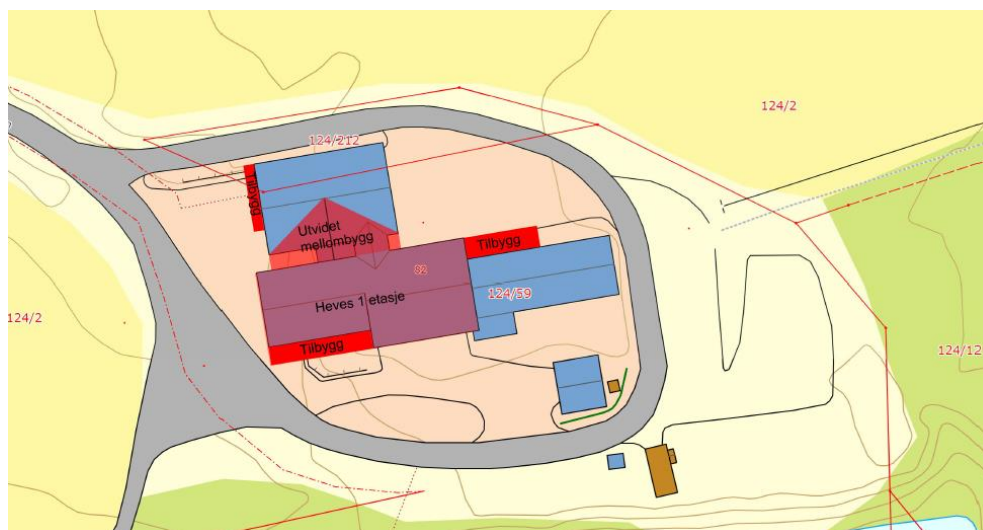 124/2
124/212
Tilbygg
Utvidet
mellombygg
Tilbygg
82
124/59
Heves 1 etasje
124/2
Tilbygg
124/12